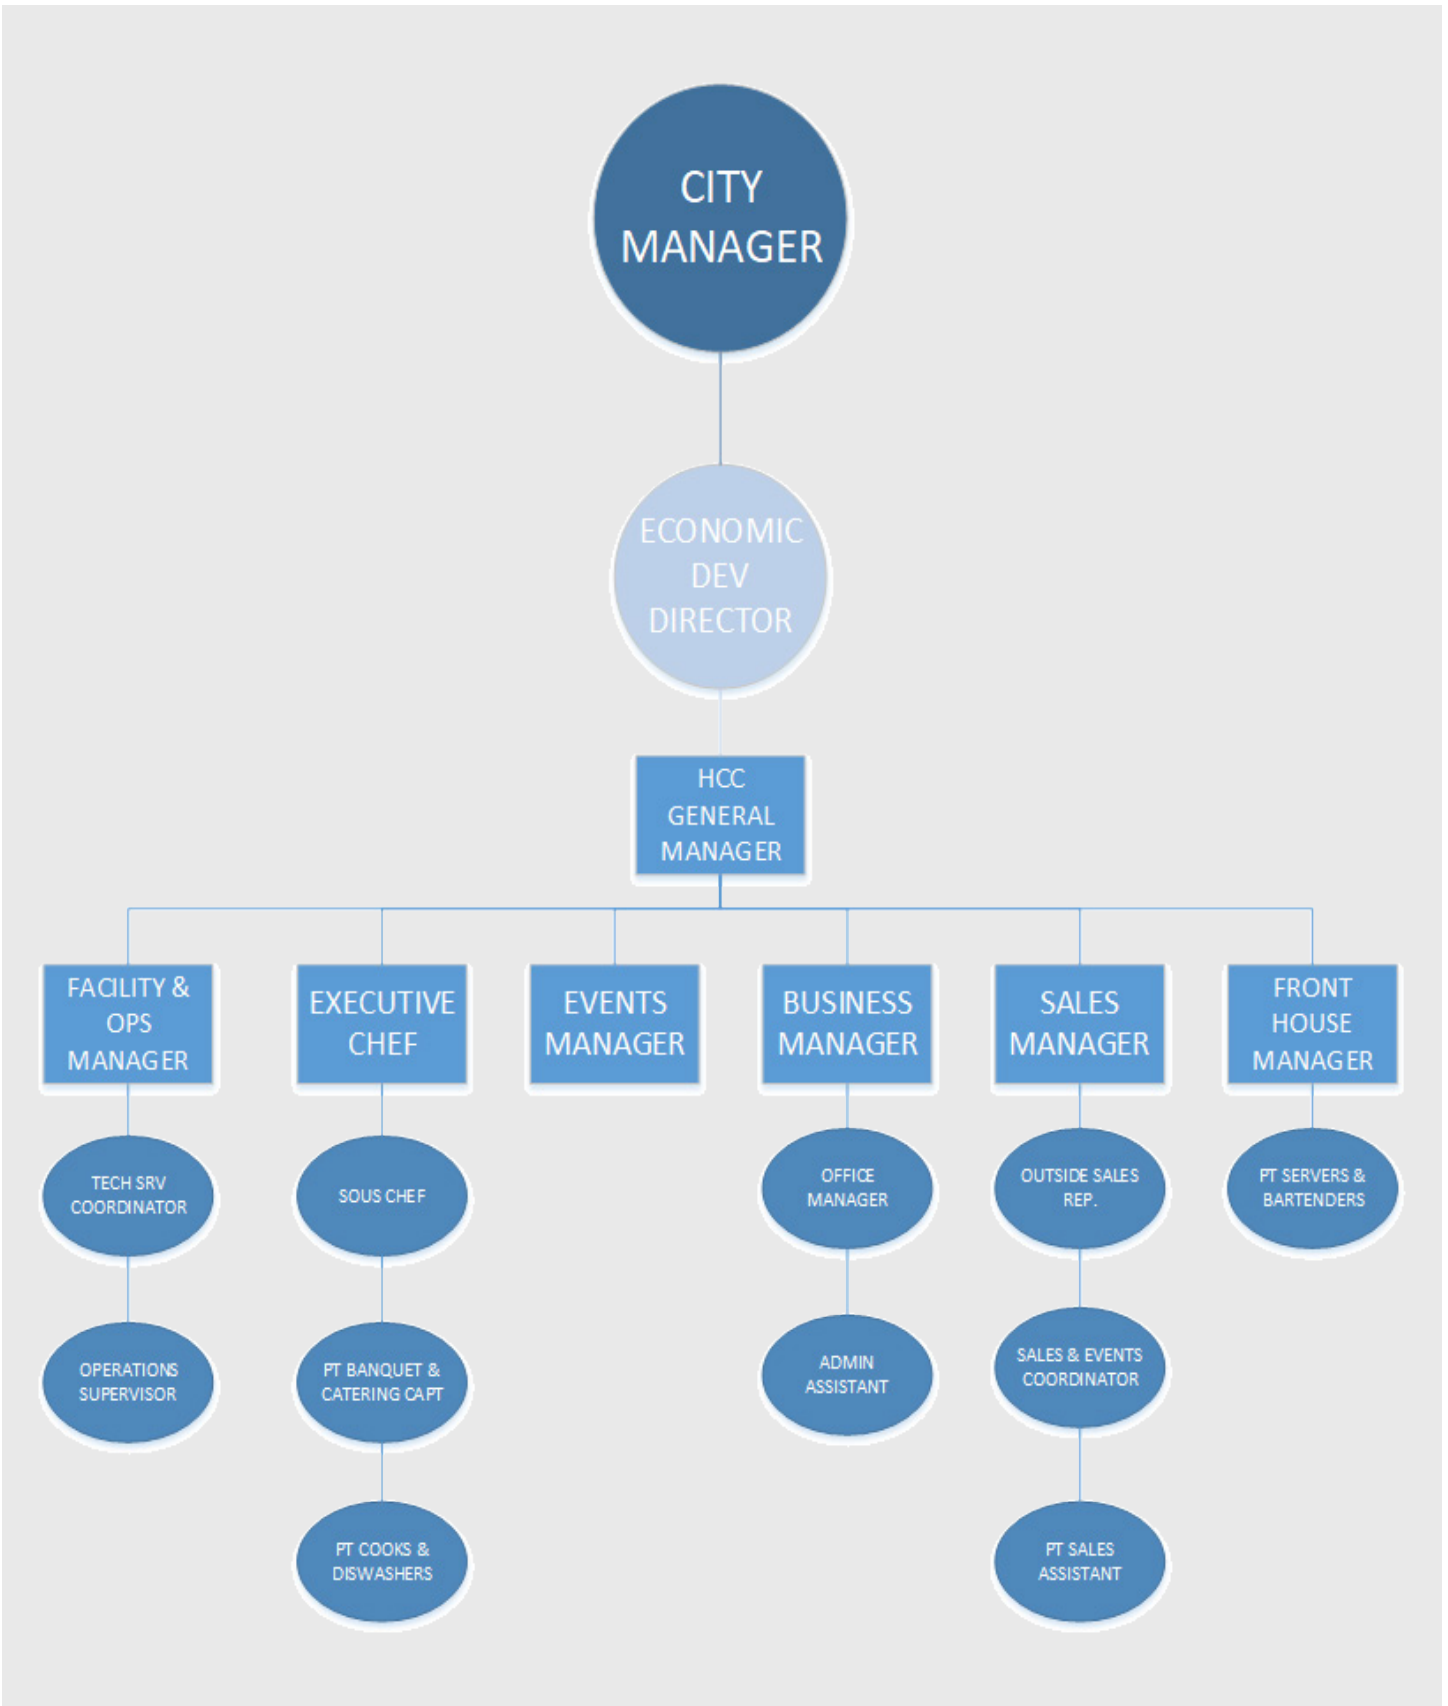 CITY
MANAGER
ECONOMIC
DEV
DIRECTOR
HCC
GENERAL
MANAGER
FACILITY &
OPS
MANAGER
EXECUTIVE
CHEF
EVENTS
MANAGER
BUSINESS
MANAGER
SALES
MANAGER
FRONT
HOUSE
MANAGER
TECH SRV
COORDINATOR
SOUS CHEF
OFFICE
MANAGER
OUTSIDE SALES
REP.
PT SERVERS &
BARTENDERS
OPERATIONS
SUPERVISOR
PT BANQUET &
CATERING CAPT
ADMIN
ASSISTANT
SALES & EVENTS
COORDINATOR
PT COOKS &
DISWASHERS
PT SALES
ASSISTANT